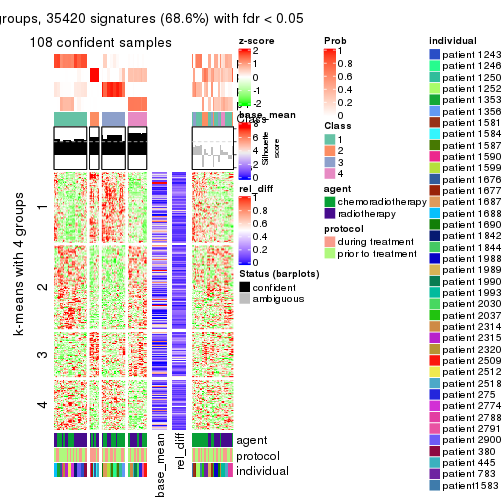 groups, 35420 signatures (68.6%) with fdr < 0.05
108 confident samples
k-means with 4 groups
1
2
3
4
Class
Silhouette score
agent
protocol
individual
base_mean
rel_diff
z-score
2
1
0
-1
-2
base_mean
8
6
4
2
0
rel_diff
1
0.8
0.6
0.4
0.2
0
Status (barplots)
confident
ambiguous
Prob
1
0.8
0.6
0.4
0.2
0
Class
1
2
3
4
agent
chemoradiotherapy
radiotherapy
protocol
during treatment
prior to treatment
individual
patient 1243
patient 1246
patient 1250
patient 1252
patient 1353
patient 1356
patient 1581
patient 1584
patient 1587
patient 1590
patient 1599
patient 1676
patient 1677
patient 1687
patient 1688
patient 1690
patient 1842
patient 1844
patient 1988
patient 1989
patient 1990
patient 1993
patient 2030
patient 2037
patient 2314
patient 2315
patient 2320
patient 2509
patient 2512
patient 2518
patient 275
patient 2774
patient 2788
patient 2791
patient 2900
patient 380
patient 445
patient 783
patient1583